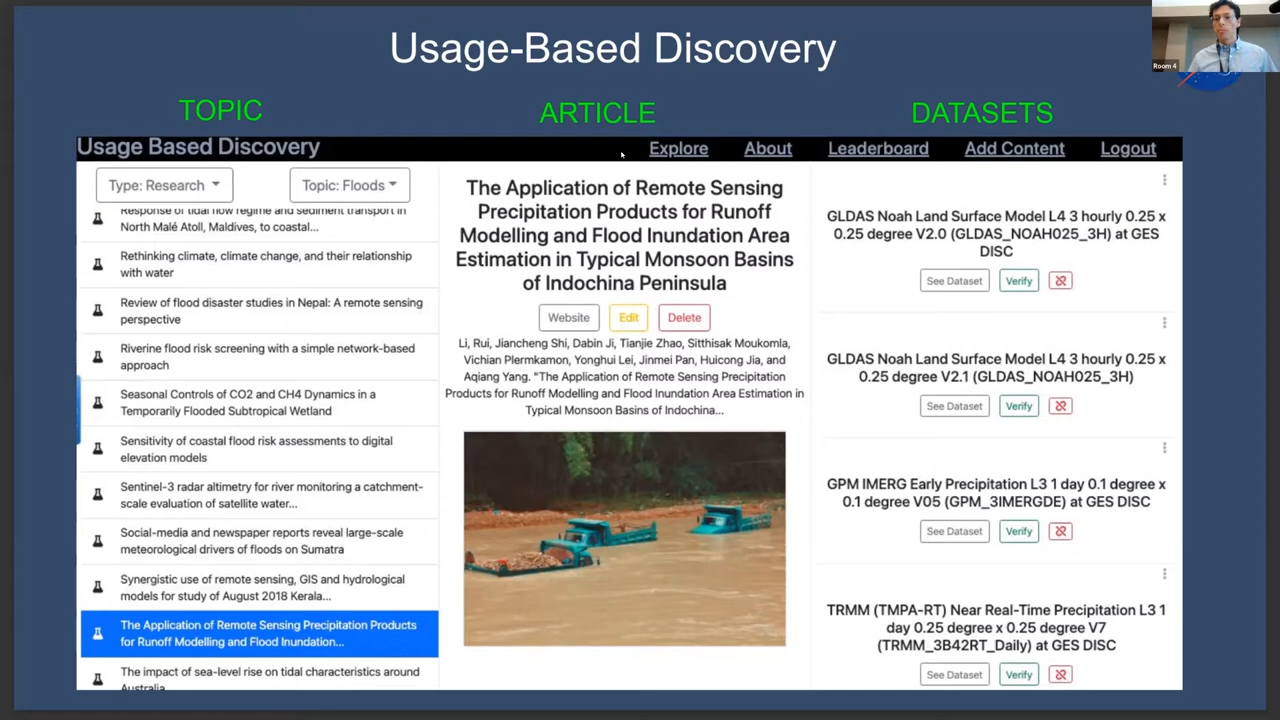 Usage-Based Discovery
Room 4
TOPIC
ARTICLE
DATASETS
Usage Based Discovery
Explore
About
Leaderboard
Add Content
Logout
Type: Research
Topic: Floods
Response of tidal flow regime and sediment transport in
North Malé Atoll, Maldives, to coastal...
Rethinking climate, climate change, and their relationship
with water
Review of flood disaster studies in Nepal: A remote sensing
perspective
Riverine flood risk screening with a simple network-based
approach
Seasonal Controls of CO2 and CH4 Dynamics in a
Temporarily Flooded Subtropical Wetland
Sensitivity of coastal flood risk assessments to digital
elevation models
Sentinel-3 radar altimetry for river monitoring a catchment-
scale evaluation of satellite water...
Social-media and newspaper reports reveal large-scale
meteorological drivers of floods on Sumatra
Synergistic use of remote sensing, GIS and hydrological
models for study of August 2018 Kerala...
The Application of Remote Sensing Precipitation Products
for Runoff Modelling and Flood Inundation...
The impact of sea-level rise on tidal characteristics around
Australia
The Application of Remote Sensing
Precipitation Products for Runoff
Modelling and Flood Inundation Area
Estimation in Typical Monsoon Basins
of Indochina Peninsula
Website
Edit
Delete
Li, Rui, Jiancheng Shi, Dabin Ji, Tianjie Zhao, Sitthisak Moukomla,
Vichian Plermkamon, Yonghui Lei, Jinmei Pan, Huicong Jia, and
Aqiang Yang. "The Application of Remote Sensing Precipitation
Products for Runoff Modelling and Flood Inundation Area Estimation in
Typical Monsoon Basins of Indochina...
GLDAS Noah Land Surface Model L4 3 hourly 0.25 x
0.25 degree V2.0 (GLDAS_NOAH025_3H) at GES
DISC
See Dataset
Verify
GLDAS Noah Land Surface Model L4 3 hourly 0.25 x
0.25 degree V2.1 (GLDAS_NOAH025_3H)
See Dataset
Verify
GPM IMERG Early Precipitation L3 1 day 0.1 degree x
0.1 degree V05 (GPM_3IMERGDE) at GES DISC
See Dataset
Verify
TRMM (TMPA-RT) Near Real-Time Precipitation L3 1
day 0.25 degree x 0.25 degree V7
(TRMM_3B42RT_Daily) at GES DISC
See Dataset
Verify